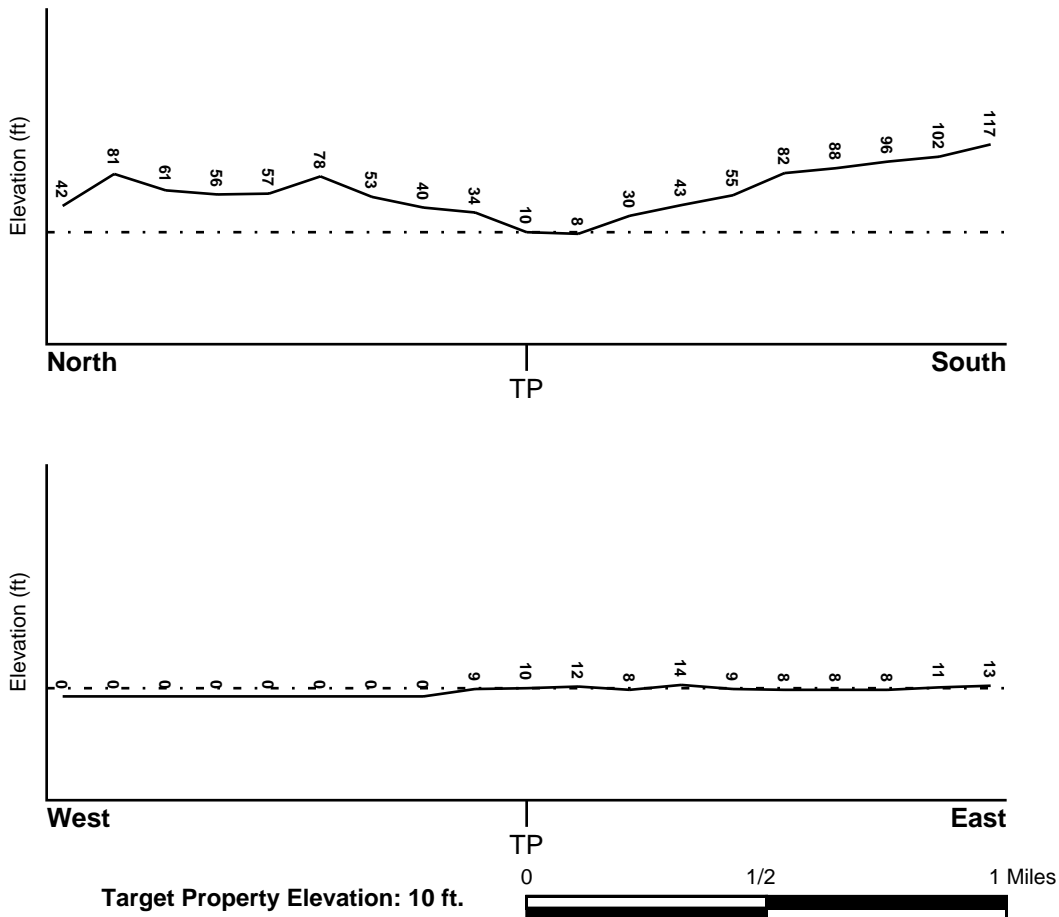 Elevation (ft)
42 81 61 56 57 78 53 40 34 10 8 30 43 55 82 88 96 102 117
North South
TP
Elevation (ft)
0 0 0 0 0 0 0 0 9 10 12 8 14 9 8 8 8 11 13
West East
TP
Target Property Elevation: 10 ft.
0 1/2 1 Miles